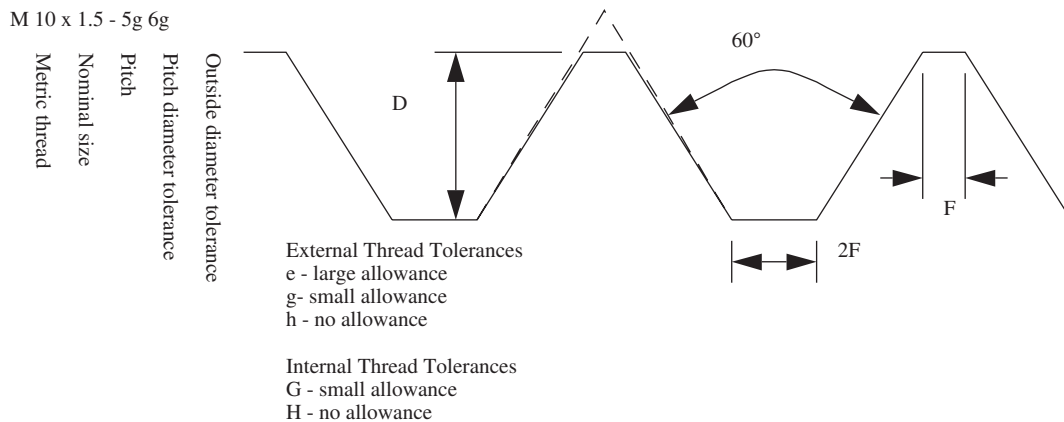 M 10 x 1.5 - 5g 6g
Metric thread
Nominal size
Pitch
Pitch diameter tolerance
Outside diameter tolerance
D
60°
F
2F
External Thread Tolerances
e - large allowance
g- small allowance
h - no allowance
Internal Thread Tolerances
G - small allowance
H - no allowance